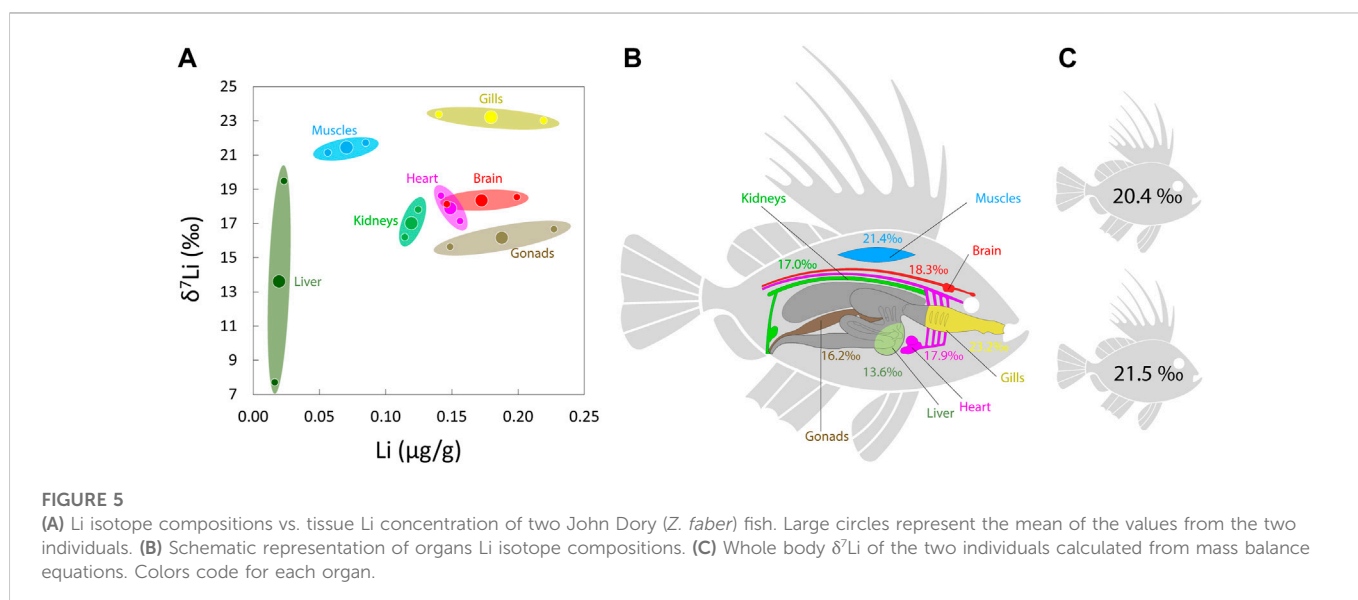 A
B
C
25
23
21
19
17
15
13
11
9
7
δ⁷Li (‰)
0.00 0.05 0.10 0.15 0.20 0.25
Li (µg/g)
Gills
Muscles
Heart
Brain
Kidneys
Gonads
Liver
Kidneys
Muscles
21.4‰
Brain
17.0‰
18.3‰
16.2‰
13.6‰
17.9‰
23.2‰
Gills
Heart
Liver
Gonads
20.4 ‰
21.5 ‰
FIGURE 5
(A) Li isotope compositions vs. tissue Li concentration of two John Dory (Z. faber) fish. Large circles represent the mean of the values from the two
individuals. (B) Schematic representation of organs Li isotope compositions. (C) Whole body δ⁷Li of the two individuals calculated from mass balance
equations. Colors code for each organ.